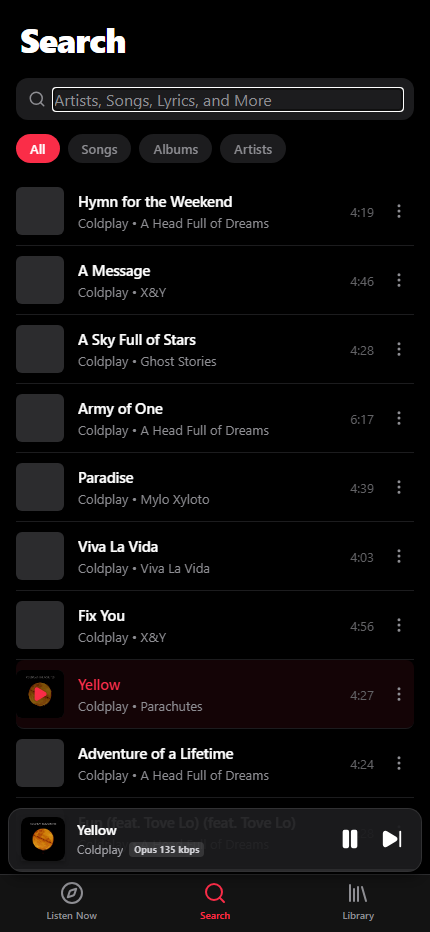 Search
Artists, Songs, Lyrics, and More
All
Songs
Albums
Artists
Hymn for the Weekend
Coldplay • A Head Full of Dreams
4:19
A Message
Coldplay • X&Y
4:46
A Sky Full of Stars
Coldplay • Ghost Stories
4:28
Army of One
Coldplay • A Head Full of Dreams
6:17
Paradise
Coldplay • Mylo Xyloto
4:39
Viva La Vida
Coldplay • Viva La Vida
4:03
Fix You
Coldplay • X&Y
4:56
Yellow
Coldplay • Parachutes
4:27
Adventure of a Lifetime
Coldplay • A Head Full of Dreams
4:24
Fun (feat. Tove Lo) (feat. Tove Lo)
of Dreams
Yellow
Coldplay Opus 135 kbps
Listen Now
Search
Library